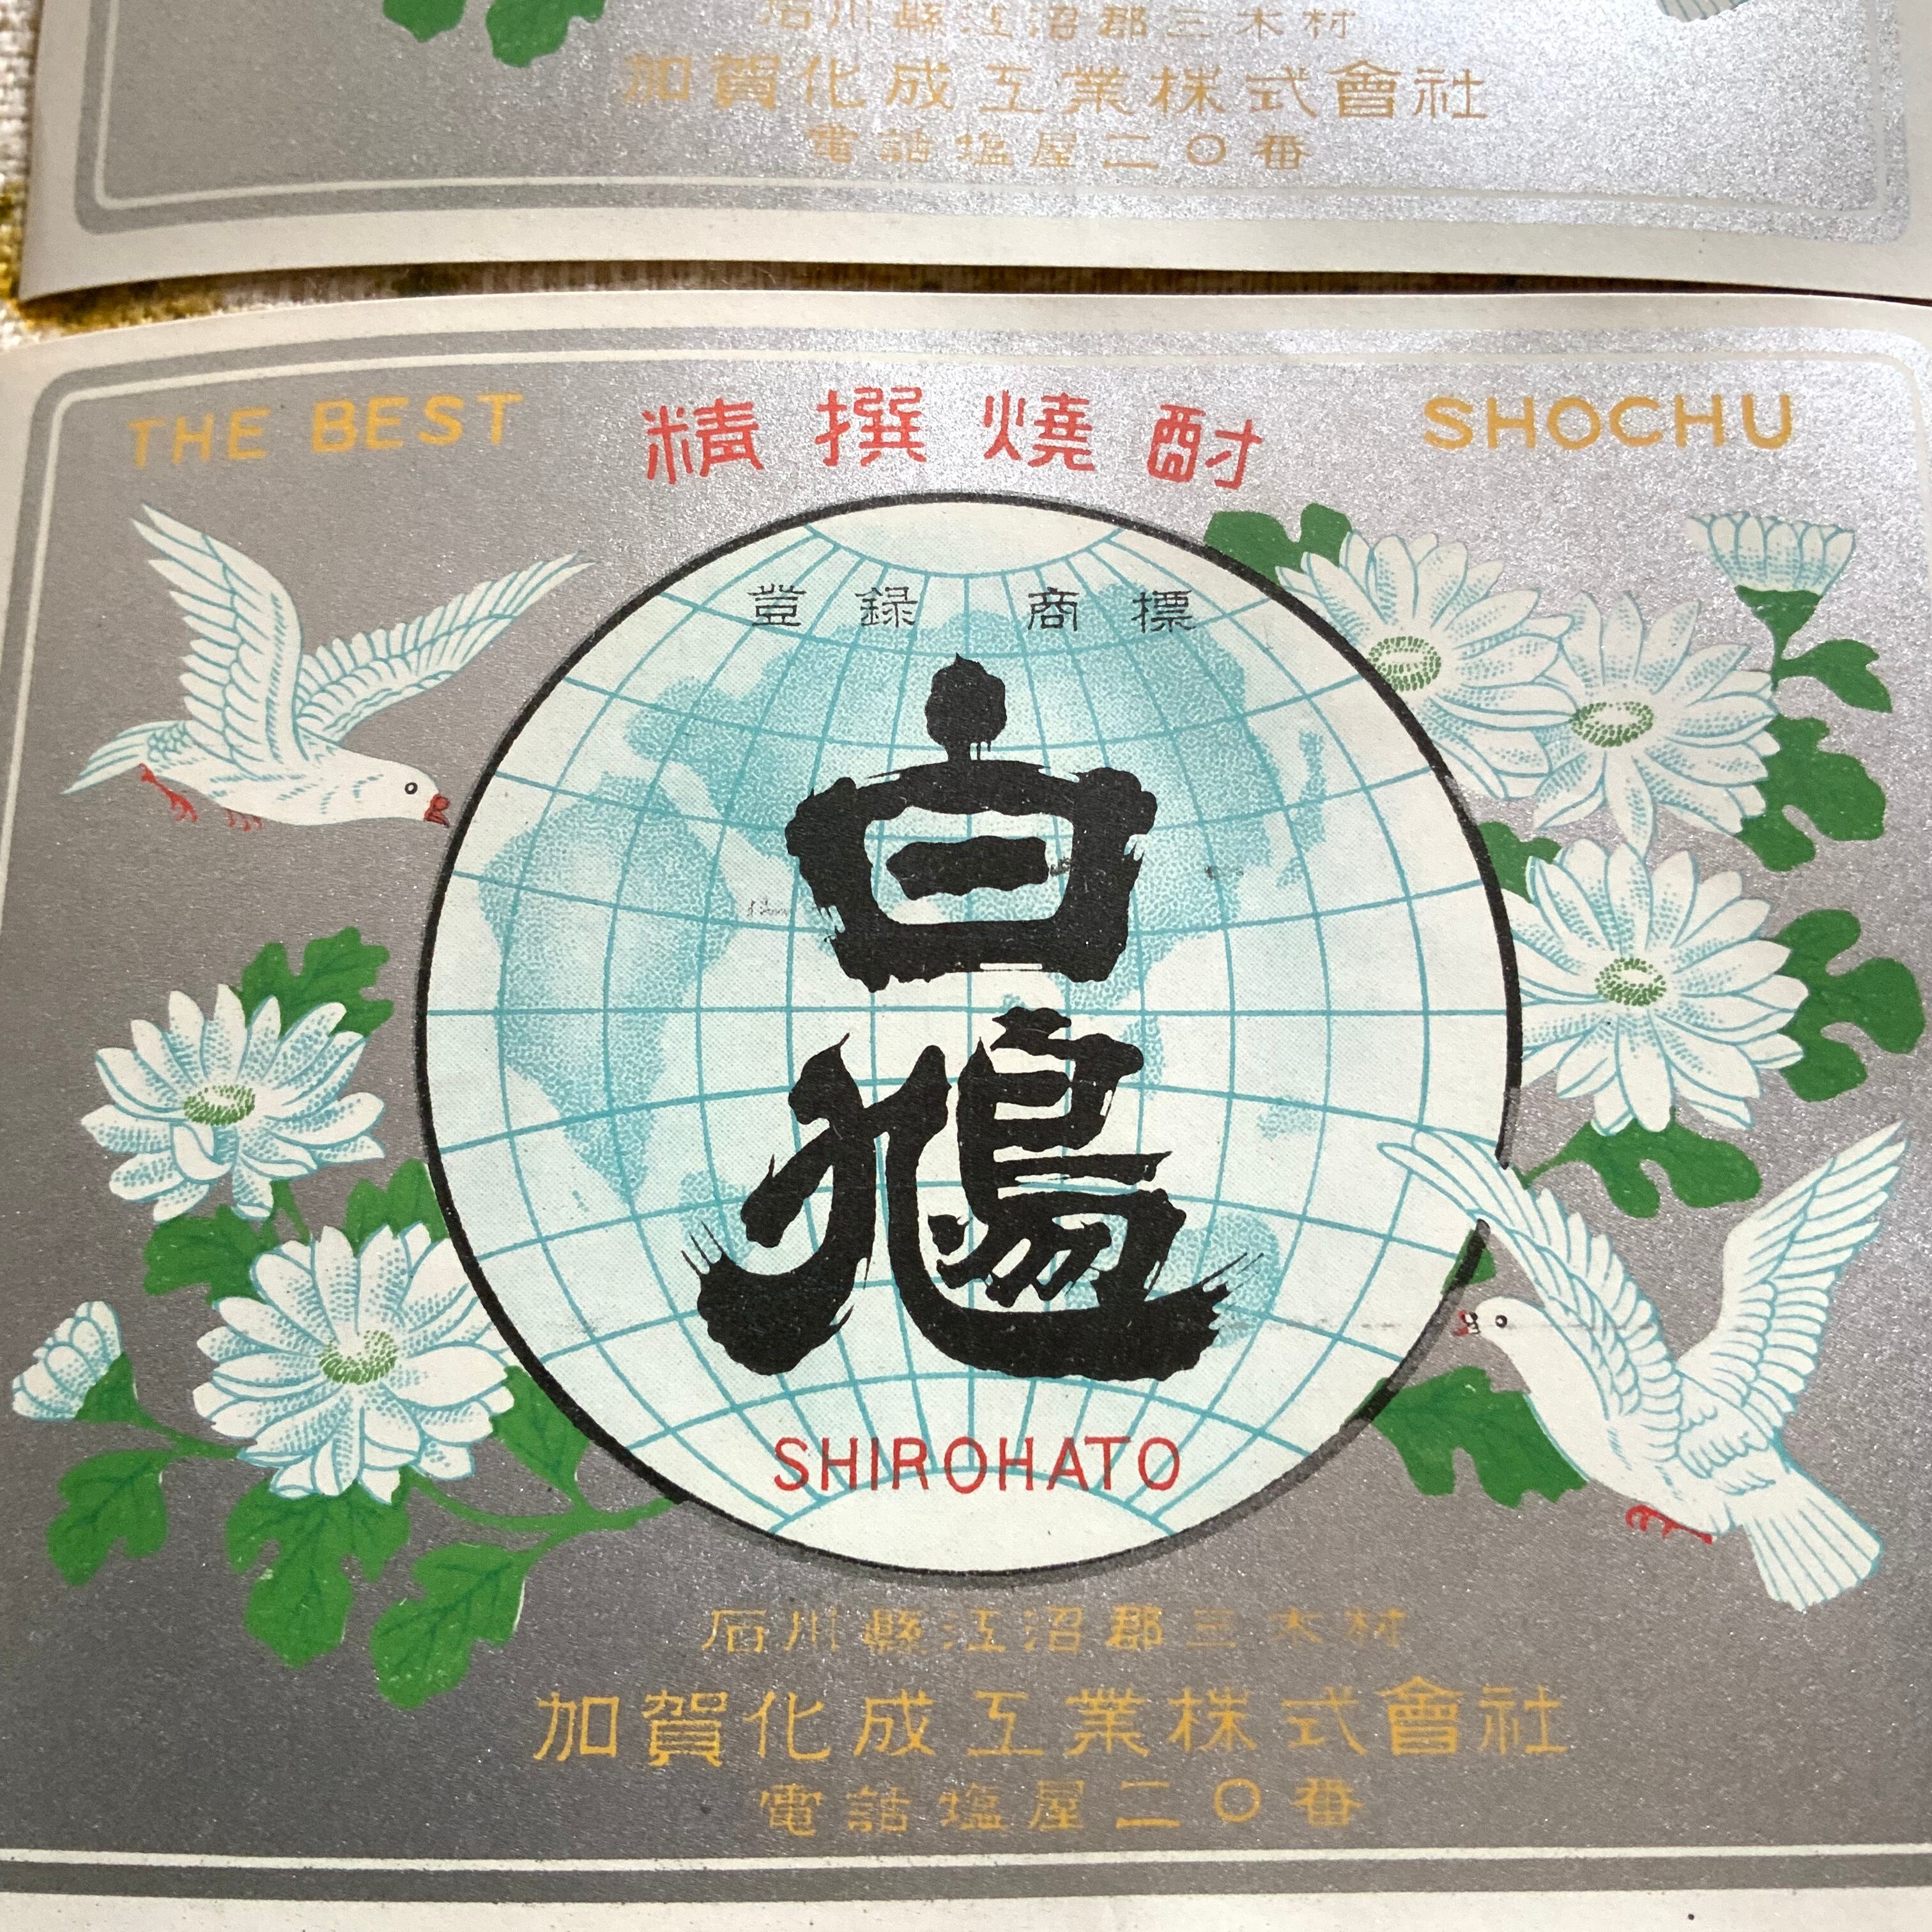 石川縣江沼郡三木村
加賀化成工業株式會社
電話塩屋二〇番
THE BEST 精撰燒酎 SHOCHU
登録 商標
白鳩
SHIROHATO
石川縣江沼郡三木村
加賀化成工業株式會社
電話塩屋二〇番